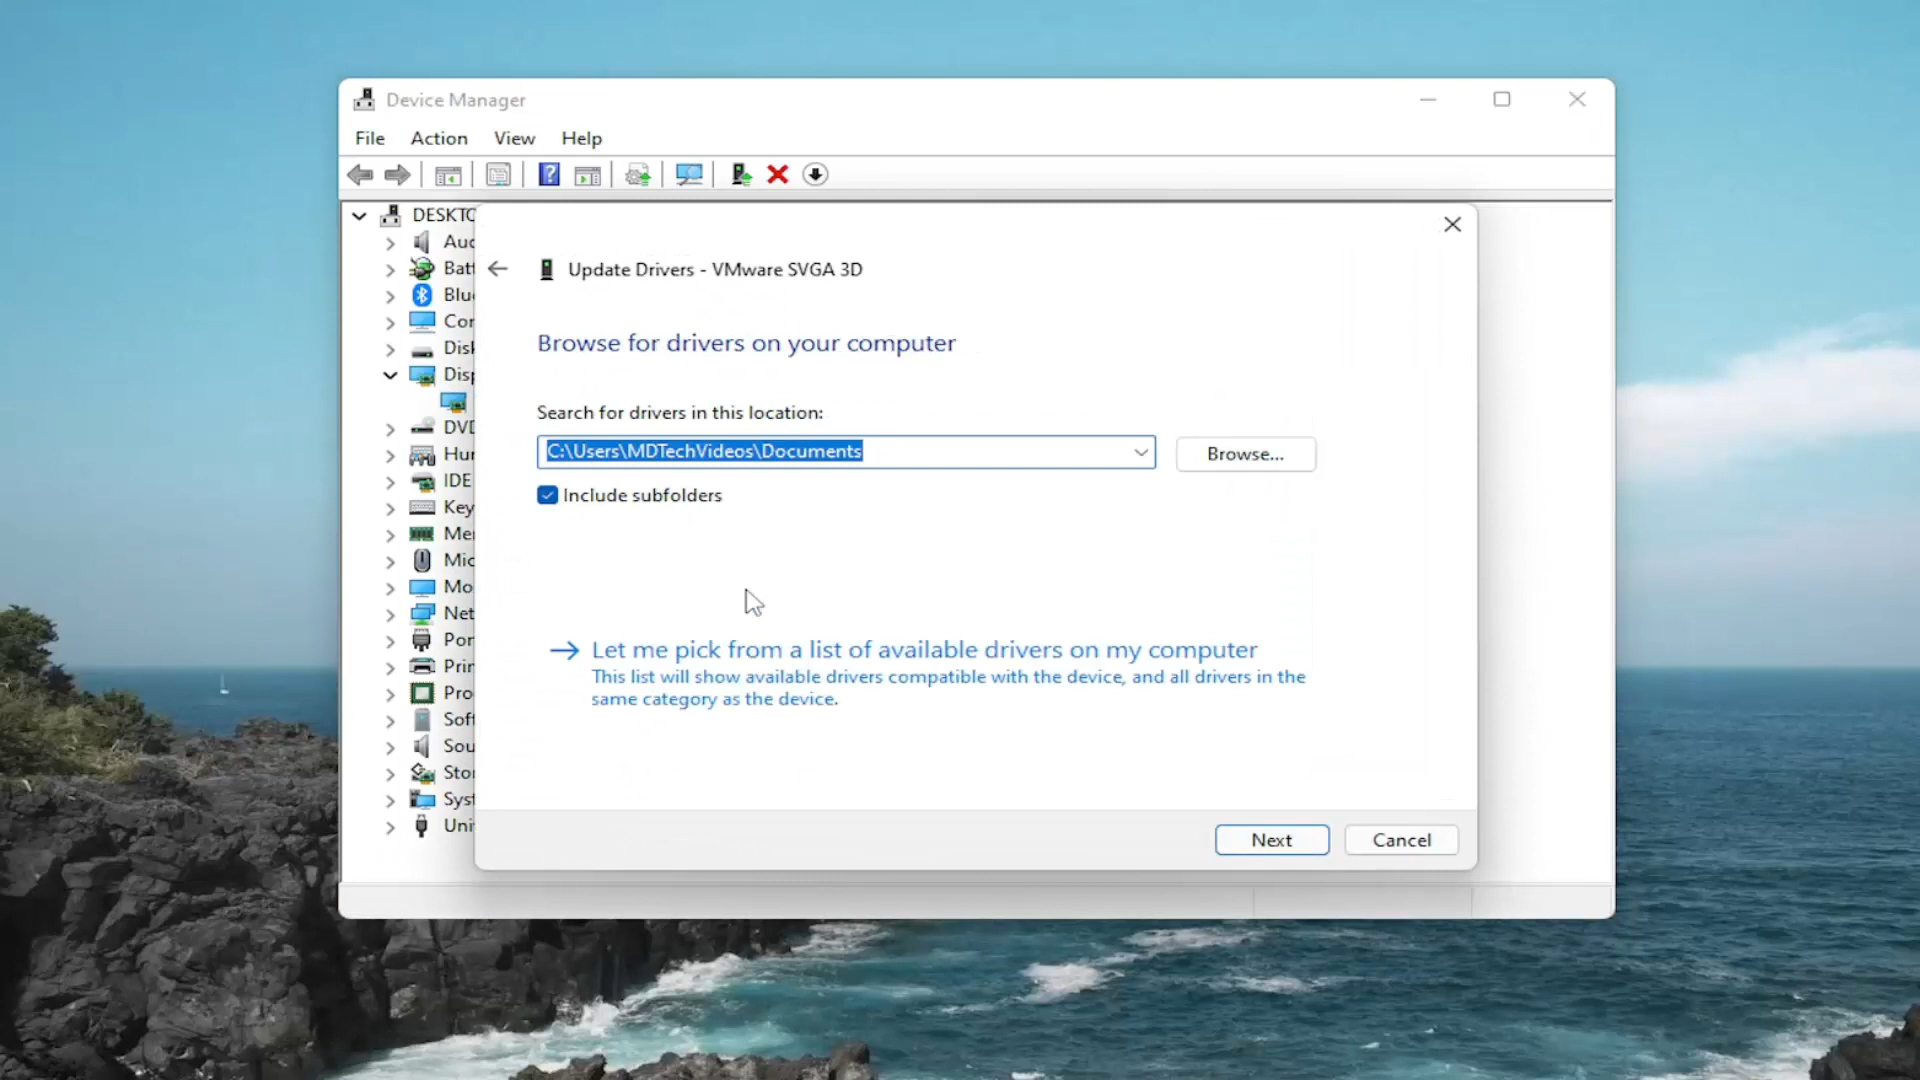 Device Manager
File Action View Help
DESKTO
Aud
Batt
Blu
Con
Disk
Disp
DVD
Hun
IDE
Key
Mer
Mic
Mo
Net
Por
Prin
Pro
Soft
Sou
Stor
Syst
Uni
Update Drivers - VMware SVGA 3D
Browse for drivers on your computer
Search for drivers in this location:
C:\Users\MDTechVideos\Documents
Browse...
Include subfolders
Let me pick from a list of available drivers on my computer
This list will show available drivers compatible with the device, and all drivers in the
same category as the device.
Next Cancel